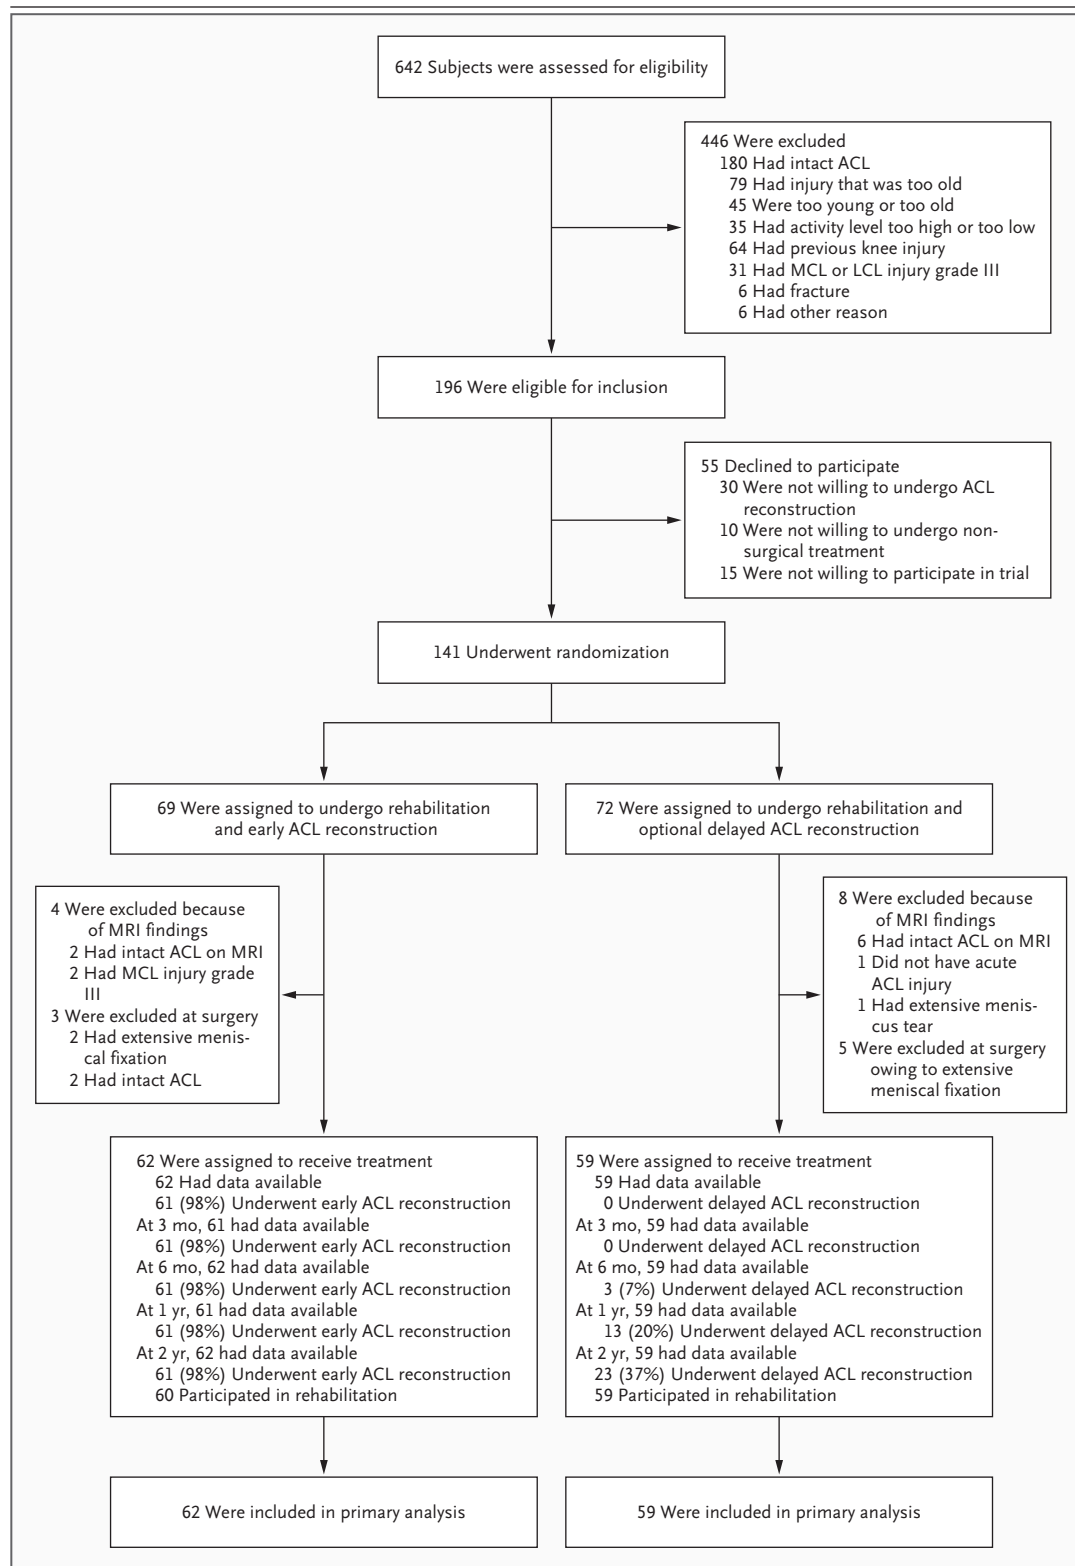 642 Subjects were assessed for eligibility
446 Were excluded
180 Had intact ACL
79 Had injury that was too old
45 Were too young or too old
35 Had activity level too high or too low
64 Had previous knee injury
31 Had MCL or LCL injury grade III
6 Had fracture
6 Had other reason
196 Were eligible for inclusion
55 Declined to participate
30 Were not willing to undergo ACL
reconstruction
10 Were not willing to undergo non-
surgical treatment
15 Were not willing to participate in trial
141 Underwent randomization
69 Were assigned to undergo rehabilitation
and early ACL reconstruction
72 Were assigned to undergo rehabilitation and
optional delayed ACL reconstruction
4 Were excluded because
of MRI findings
2 Had intact ACL on MRI
2 Had MCL injury grade
III
3 Were excluded at surgery
2 Had extensive menis-
cal fixation
2 Had intact ACL
8 Were excluded because
of MRI findings
6 Had intact ACL on MRI
1 Did not have acute
ACL injury
1 Had extensive menis-
cus tear
5 Were excluded at surgery
owing to extensive
meniscal fixation
62 Were assigned to receive treatment
62 Had data available
61 (98%) Underwent early ACL reconstruction
At 3 mo, 61 had data available
61 (98%) Underwent early ACL reconstruction
At 6 mo, 62 had data available
61 (98%) Underwent early ACL reconstruction
At 1 yr, 61 had data available
61 (98%) Underwent early ACL reconstruction
At 2 yr, 62 had data available
61 (98%) Underwent early ACL reconstruction
60 Participated in rehabilitation
59 Were assigned to receive treatment
59 Had data available
0 Underwent delayed ACL reconstruction
At 3 mo, 59 had data available
0 Underwent delayed ACL reconstruction
At 6 mo, 59 had data available
3 (7%) Underwent delayed ACL reconstruction
At 1 yr, 59 had data available
13 (20%) Underwent delayed ACL reconstruction
At 2 yr, 59 had data available
23 (37%) Underwent delayed ACL reconstruction
59 Participated in rehabilitation
62 Were included in primary analysis
59 Were included in primary analysis